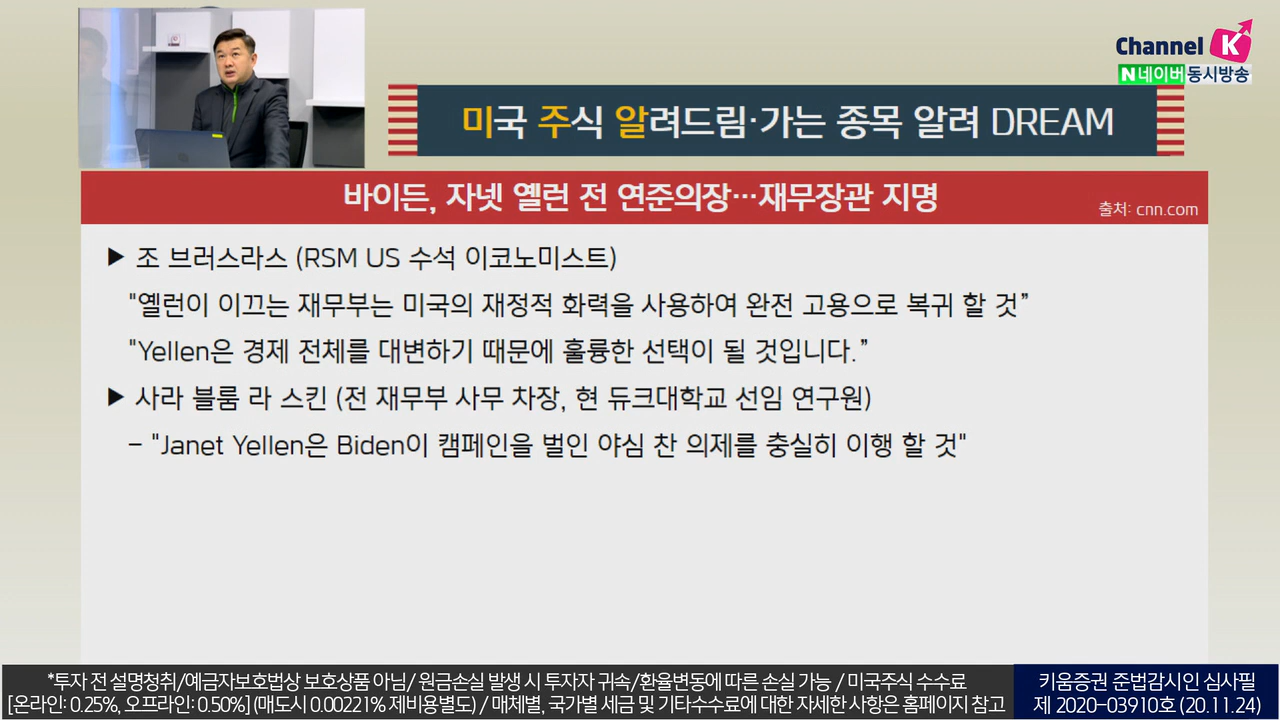 Channel K
N 네이버 동시방송
미국 주식 알려드림·가는 종목 알려 DREAM
바이든, 자넷 옐런 전 연준의장…재무장관 지명
출처: cnn.com
▶ 조 브러스라스 (RSM US 수석 이코노미스트)
"옐런이 이끄는 재무부는 미국의 재정적 화력을 사용하여 완전 고용으로 복귀 할 것"
"Yellen은 경제 전체를 대변하기 때문에 훌륭한 선택이 될 것입니다."
▶ 사라 블룸 라 스킨 (전 재무부 사무 차장, 현 듀크대학교 선임 연구원)
– "Janet Yellen은 Biden이 캠페인을 벌인 야심 찬 의제를 충실히 이행 할 것"
*투자 전 설명청취/예금자보호법상 보호상품 아님/ 원금손실 발생 시 투자자 귀속/환율변동에 따른 손실 가능 / 미국주식 수수료
[온라인: 0.25%, 오프라인: 0.50%] (매도시 0.00221% 제비용별도) / 매체별, 국가별 세금 및 기타수수료에 대한 자세한 사항은 홈페이지 참고
키움증권 준법감시인 심사필
제 2020-03910호 (20.11.24)